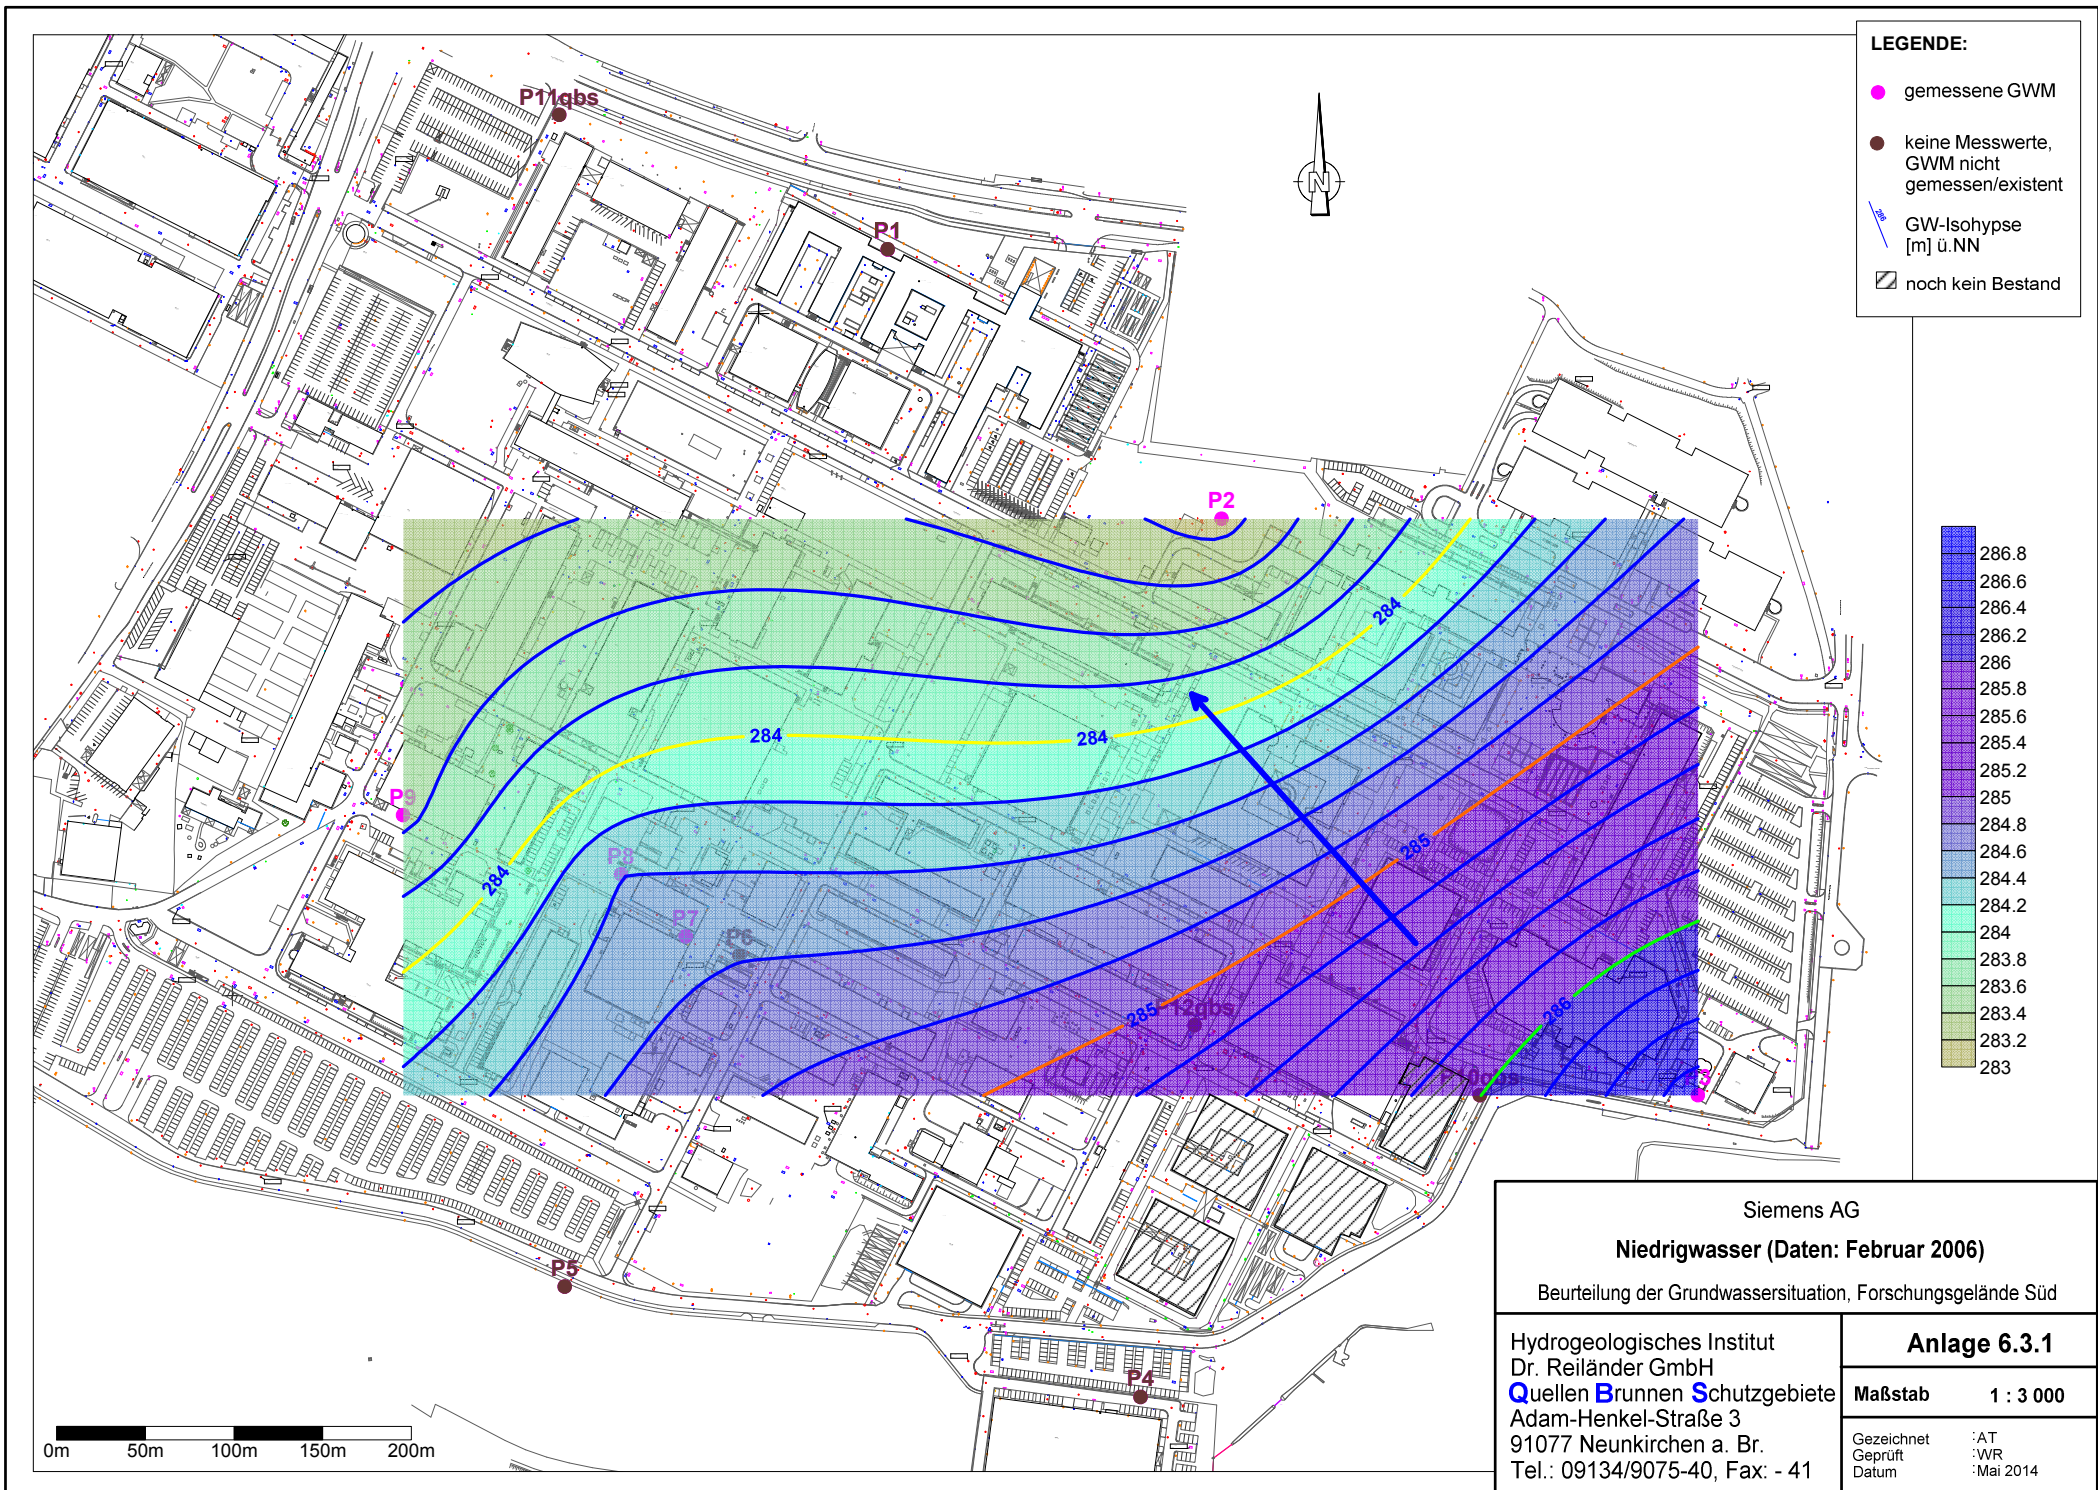 LEGENDE:
gemessene GWM
keine Messwerte,
GWM nicht
gemessen/existent
286
GW-Isohypse
[m] ü.NN
noch kein Bestand
N
P11qbs
P1
P2
P9
P8
P7
P6
P12qbs
P10qbs
P3
P5
P4
284
284
284
284
285
285
286
286.8
286.6
286.4
286.2
286
285.8
285.6
285.4
285.2
285
284.8
284.6
284.4
284.2
284
283.8
283.6
283.4
283.2
283
0m 50m 100m 150m 200m
Siemens AG
Niedrigwasser (Daten: Februar 2006)
Beurteilung der Grundwassersituation, Forschungsgelände Süd
Hydrogeologisches Institut
Dr. Reiländer GmbH
Quellen Brunnen Schutzgebiete
Adam-Henkel-Straße 3
91077 Neunkirchen a. Br.
Tel.: 09134/9075-40, Fax: - 41
Anlage 6.3.1
Maßstab 1 : 3 000
Gezeichnet :AT
Geprüft :WR
Datum :Mai 2014